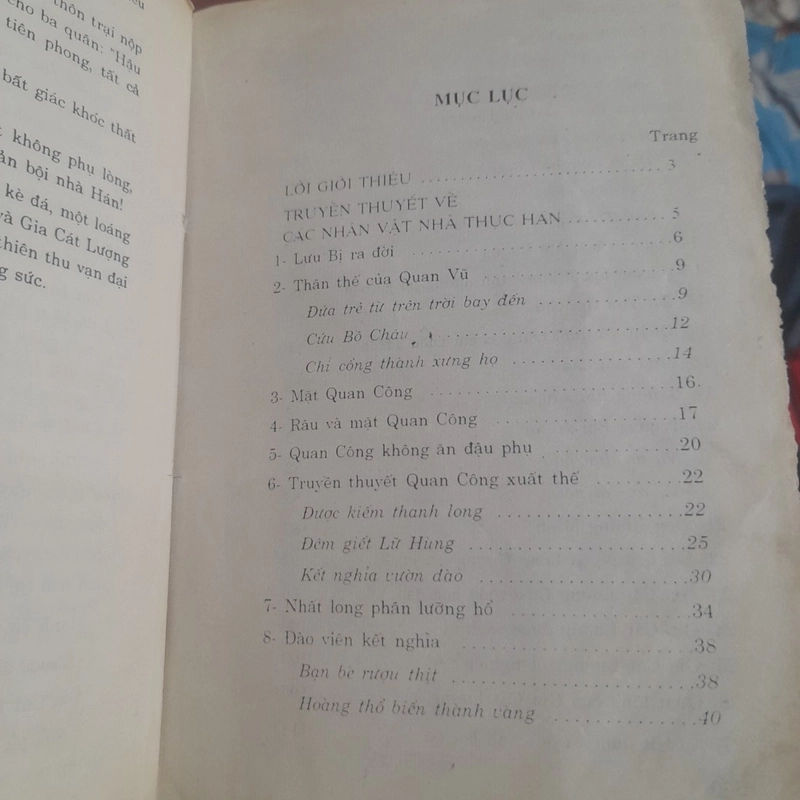 thôn trại nộp
cho ba quân: "Hậu
tiên phong, tất cả
bất giác khóc thất
không phụ lòng,
ản bội nhà Hán!
kè đá, một loáng
và Gia Cát Lượng
thiên thu vạn đại
g sức.
MỤC LỤC
Trang
LỜI GIỚI THIỆU .......................... 3
TRUYỀN THUYẾT VỀ
CÁC NHÂN VẬT NHÀ THỤC HÁN ............ 5
1- Lưu Bị ra đời ............................ 6
2- Thân thế của Quan Vũ .................... 9
Đứa trẻ từ trên trời bay đến ............... 9
Cửu Bồ Châu ............................ 12
Chỉ cổng thành xưng họ .................. 14
3- Mặt Quan Công .......................... 16
4- Râu và mặt Quan Công .................. 17
5- Quan Công không ăn đậu phụ ............ 20
6- Truyền thuyết Quan Công xuất thế ......... 22
Được kiếm thanh long .................... 22
Đêm giết Lữ Hùng ...................... 25
Kết nghĩa vườn đào ...................... 30
7- Nhất long phân lưỡng hổ ................ 34
8- Đào viên kết nghĩa ...................... 38
Bạn bè rượu thịt ........................ 38
Hoàng thổ biến thành vàng ............... 40